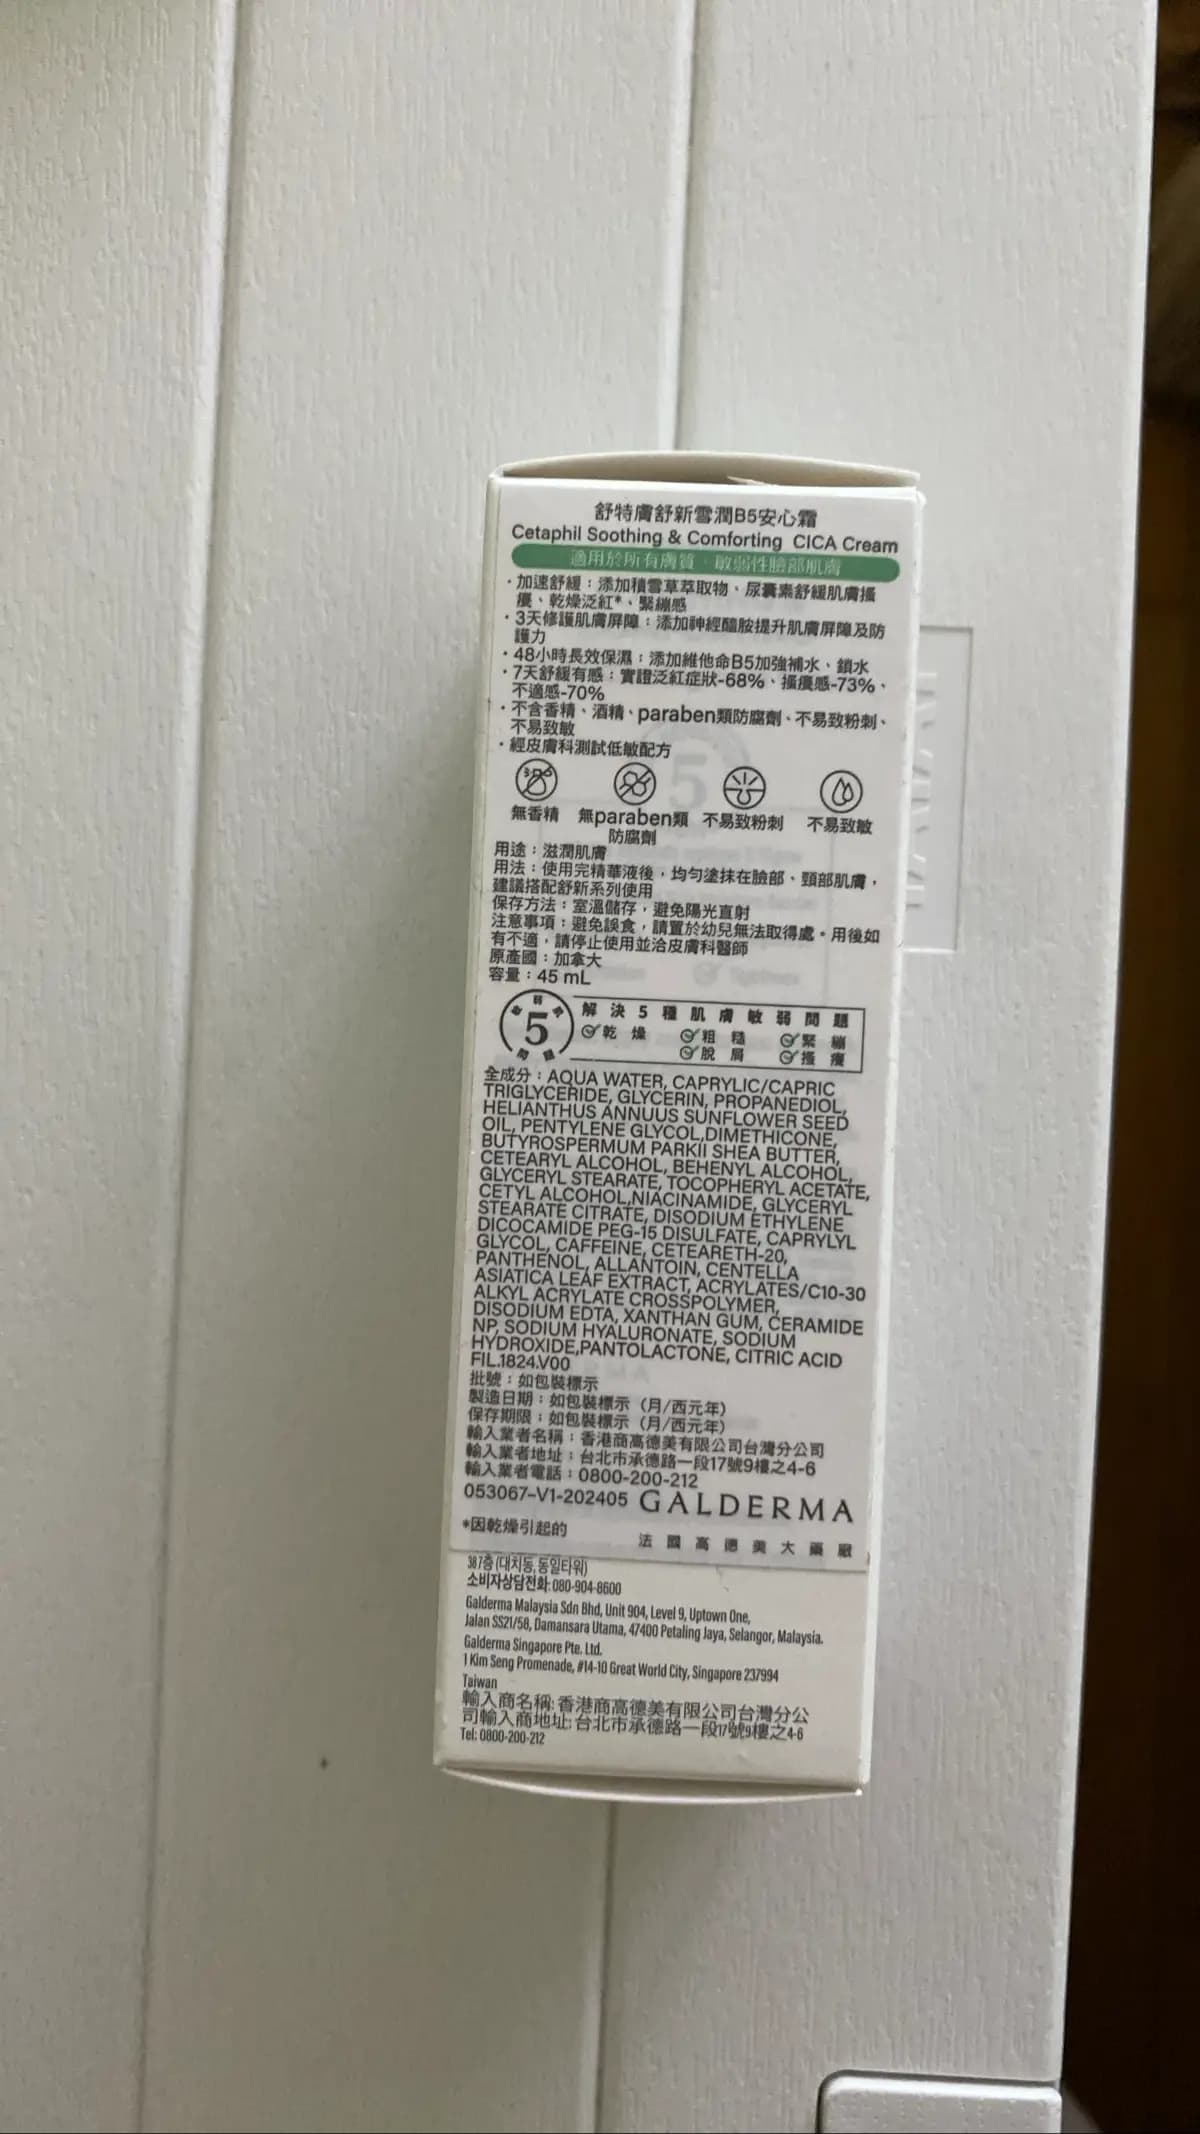 舒特膚舒新雪潤B5安心霜
Cetaphil Soothing & Comforting CICA Cream
適用於所有膚質、敏弱性臉部肌膚
・加速舒緩：添加積雪草萃取物、尿囊素舒緩肌膚搔
癢、乾燥泛紅*、緊繃感
・3天修護肌膚屏障：添加神經醯胺提升肌膚屏障及防
護力
・48小時長效保濕：添加維他命B5加強補水、鎖水
・7天舒緩有感：實證泛紅症狀-68%、搔癢感-73%、
不適感-70%
・不含香精、酒精、paraben類防腐劑、不易致粉刺、
不易致敏
・經皮膚科測試低敏配方
無香精 無paraben類 不易致粉刺 不易致敏
防腐劑
用途：滋潤肌膚
用法：使用完精華液後，均勻塗抹在臉部、頸部肌膚，
建議搭配舒新系列使用
保存方法：室溫儲存，避免陽光直射
注意事項：避免誤食，請置於幼兒無法取得處。用後如
有不適，請停止使用並洽皮膚科醫師
原產國：加拿大
容量：45 mL
5
解決5種肌膚敏弱問題
乾燥 粗糙 緊繃
脫屑 搔癢
全成分：AQUA WATER, CAPRYLIC/CAPRIC
TRIGLYCERIDE, GLYCERIN, PROPANEDIOL,
HELIANTHUS ANNUUS SUNFLOWER SEED
OIL, PENTYLENE GLYCOL,DIMETHICONE,
BUTYROSPERMUM PARKII SHEA BUTTER,
CETEARYL ALCOHOL, BEHENYL ALCOHOL,
GLYCERYL STEARATE, TOCOPHERYL ACETATE,
CETYL ALCOHOL,NIACINAMIDE, GLYCERYL
STEARATE CITRATE, DISODIUM ETHYLENE
DICOCAMIDE PEG-15 DISULFATE, CAPRYLYL
GLYCOL, CAFFEINE, CETEARETH-20,
PANTHENOL, ALLANTOIN, CENTELLA
ASIATICA LEAF EXTRACT, ACRYLATES/C10-30
ALKYL ACRYLATE CROSSPOLYMER,
DISODIUM EDTA, XANTHAN GUM, CERAMIDE
NP, SODIUM HYALURONATE, SODIUM
HYDROXIDE,PANTOLACTONE, CITRIC ACID
FIL.1824.V00
批號：如包裝標示
製造日期：如包裝標示（月/西元年）
保存期限：如包裝標示（月/西元年）
輸入業者名稱：香港商高德美有限公司台灣分公司
輸入業者地址：台北市承德路一段17號9樓之4-6
輸入業者電話：0800-200-212
053067-V1-202405 GALDERMA
*因乾燥引起的 法國高德美大藥廠
38 7층 (대치동, 동일타워)
소비자상담전화: 080-904-8600
Galderma Malaysia Sdn Bhd, Unit 904, Level 9, Uptown One,
Jalan SS21/58, Damansara Utama, 47400 Petaling Jaya, Selangor, Malaysia.
Galderma Singapore Pte. Ltd.
1 Kim Seng Promenade, #14-10 Great World City, Singapore 237994
Taiwan
輸入商名稱: 香港商高德美有限公司台灣分公
司輸入商地址: 台北市承德路一段17號9樓之4-6
Tel: 0800-200-212